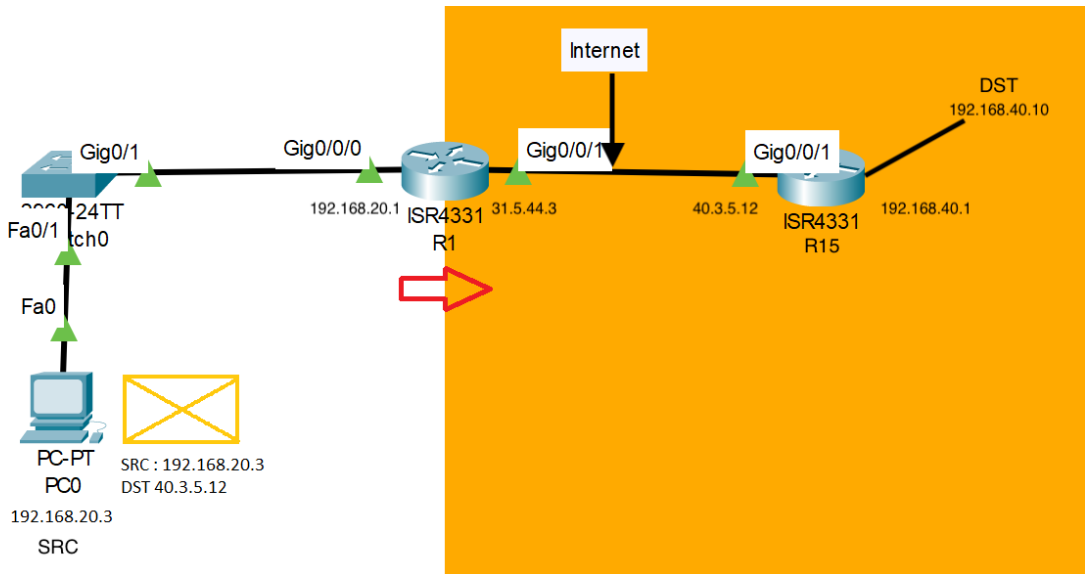 Internet
DST
192.168.40.10
Gig0/1
Gig0/0/0
Gig0/0/1
Gig0/0/1
192.168.20.1
ISR4331
R1
31.5.44.3
40.3.5.12
ISR4331
R15
192.168.40.1
-24TT
Fa0/1
tch0
Fa0
PC-PT
PC0
192.168.20.3
SRC
SRC : 192.168.20.3
DST 40.3.5.12